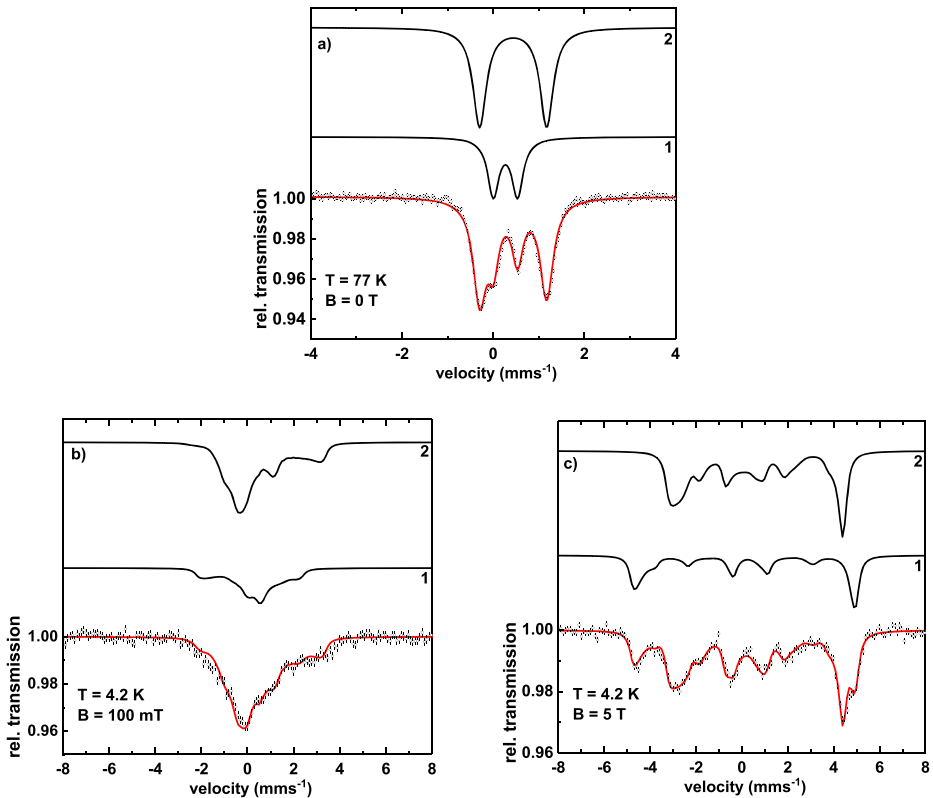 a)
2
1
rel. transmission
1.00
0.98
0.96
0.94
T = 77 K
B = 0 T
-4 -2 0 2 4
velocity (mms-1)
b)
2
1
rel. transmission
1.00
0.98
0.96
T = 4.2 K
B = 100 mT
-8 -6 -4 -2 0 2 4 6 8
velocity (mms-1)
c)
2
1
rel. transmission
1.00
0.98
0.96
T = 4.2 K
B = 5 T
-8 -6 -4 -2 0 2 4 6 8
velocity (mms-1)